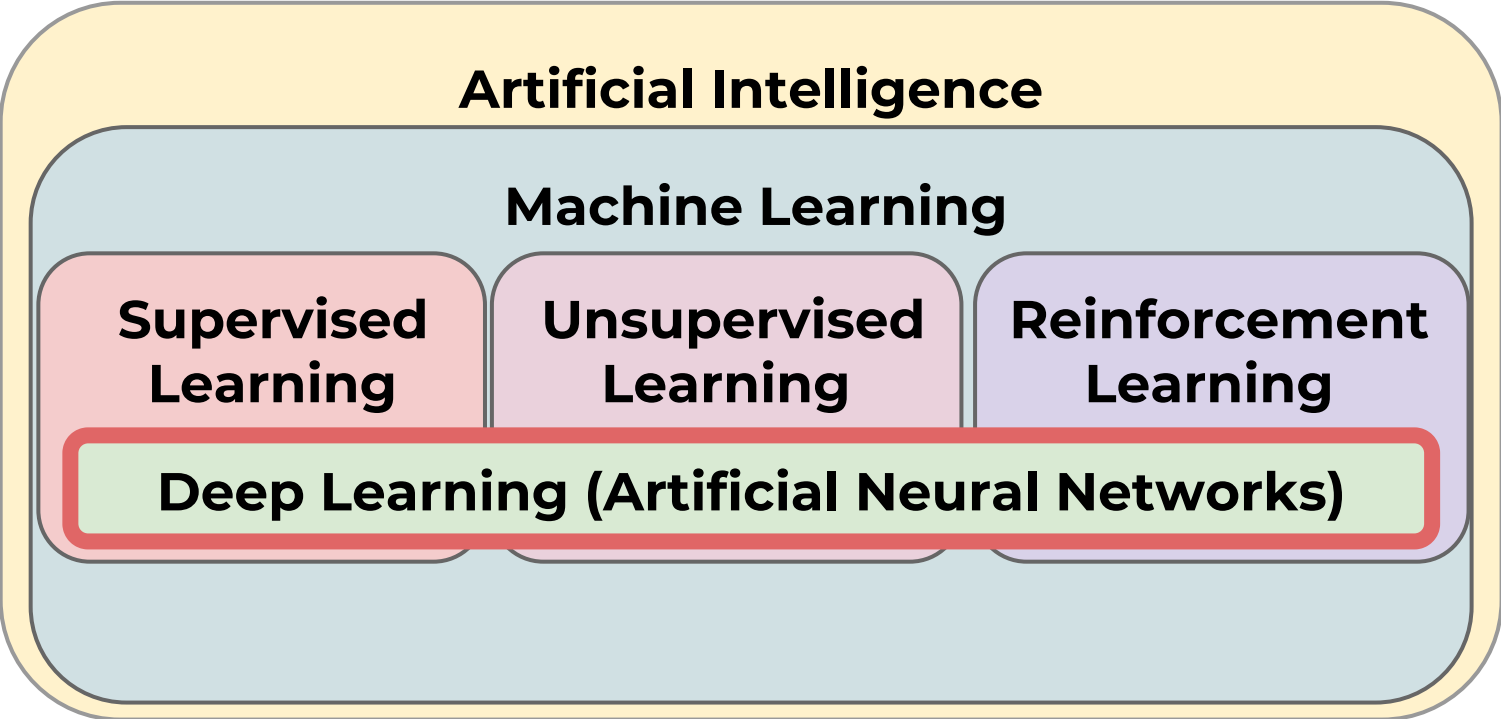 Artificial Intelligence
Machine Learning
Supervised
Learning
Unsupervised
Learning
Reinforcement
Learning
Deep Learning (Artificial Neural Networks)